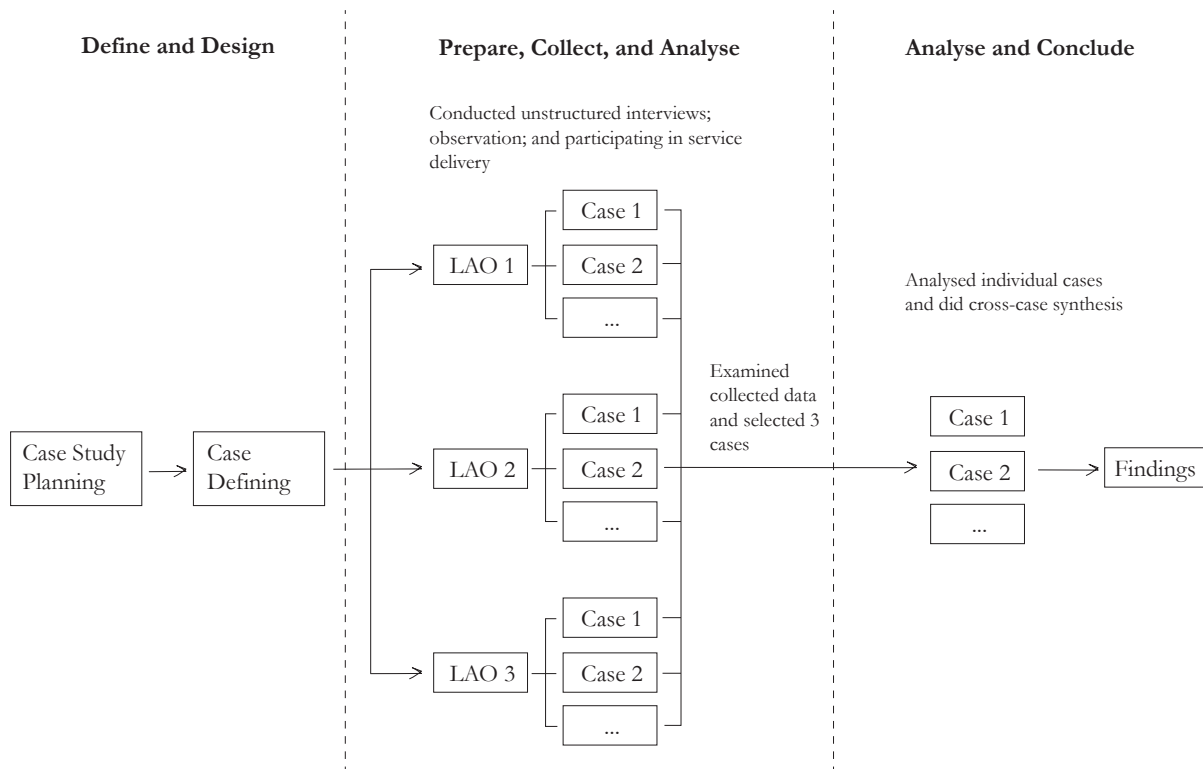 Define and Design
Prepare, Collect, and Analyse
Analyse and Conclude
Conducted unstructured interviews;
observation; and participating in service
delivery
Case Study
Planning
Case
Defining
LAO 1
Case 1
Case 2
...
LAO 2
Case 1
Case 2
...
LAO 3
Case 1
Case 2
...
Examined
collected data
and selected 3
cases
Analysed individual cases
and did cross-case synthesis
Case 1
Case 2
...
Findings